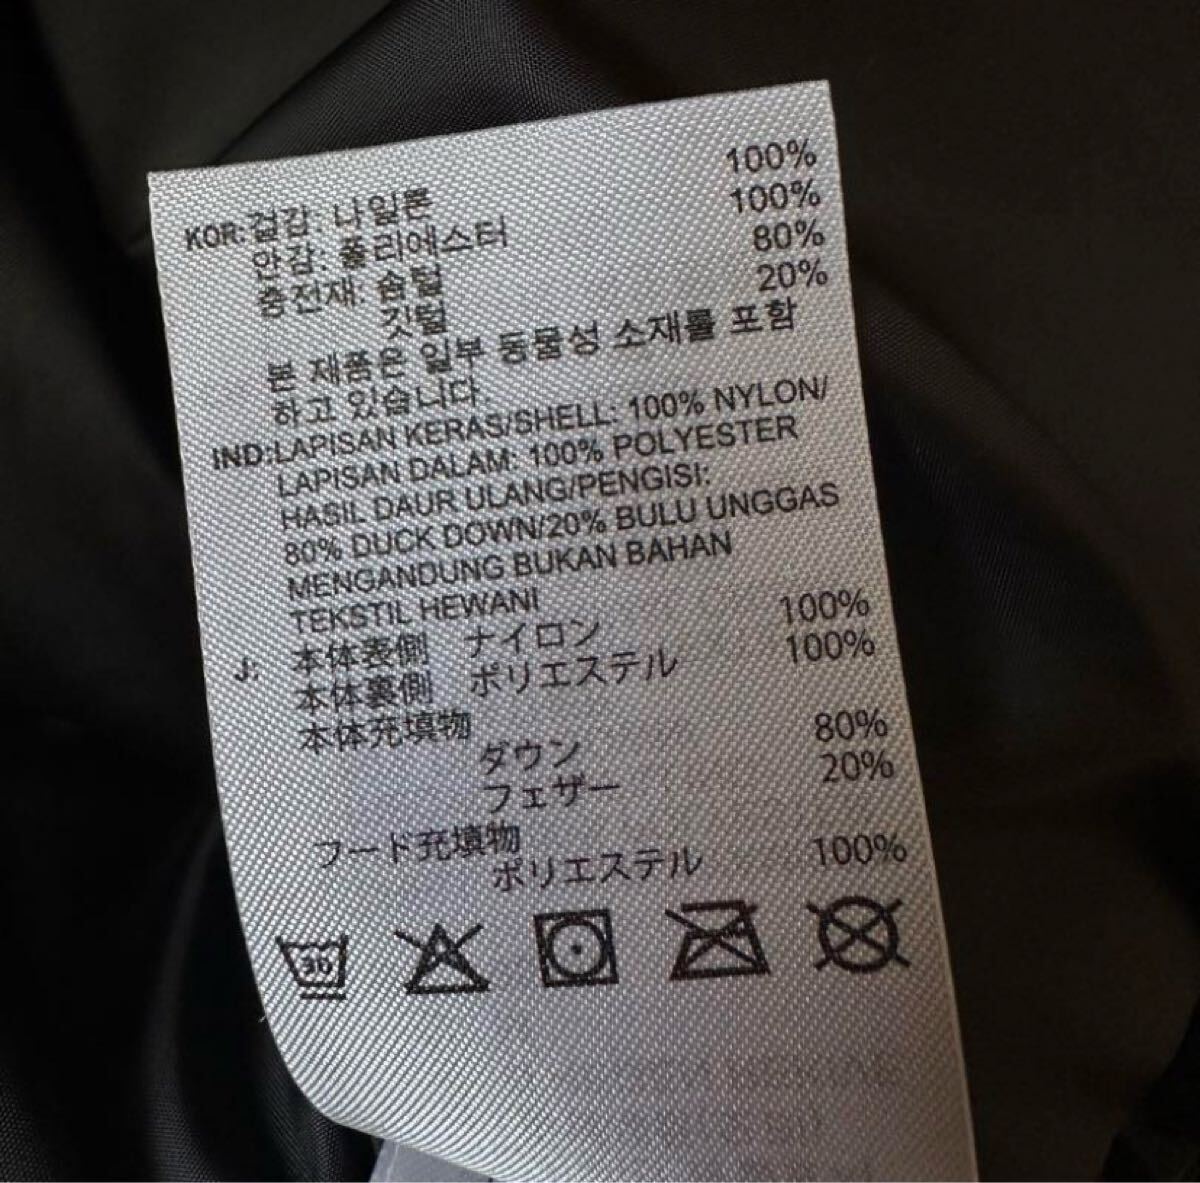 KOR: 겉감: 나일론 100%
안감: 폴리에스터 100%
충전재: 솜털 80%
깃털 20%
본 제품은 일부 동물성 소재를 포함
하고 있습니다.
IND:LAPISAN KERAS/SHELL: 100% NYLON/
LAPISAN DALAM: 100% POLYESTER
HASIL DAUR ULANG/PENGISI:
80% DUCK DOWN/20% BULU UNGGAS
MENGANDUNG BUKAN BAHAN
TEKSTIL HEWANI
J: 本体表側 ナイロン 100%
本体裏側 ポリエステル 100%
本体充填物
ダウン 80%
フェザー 20%
フード充填物
ポリエステル 100%
30